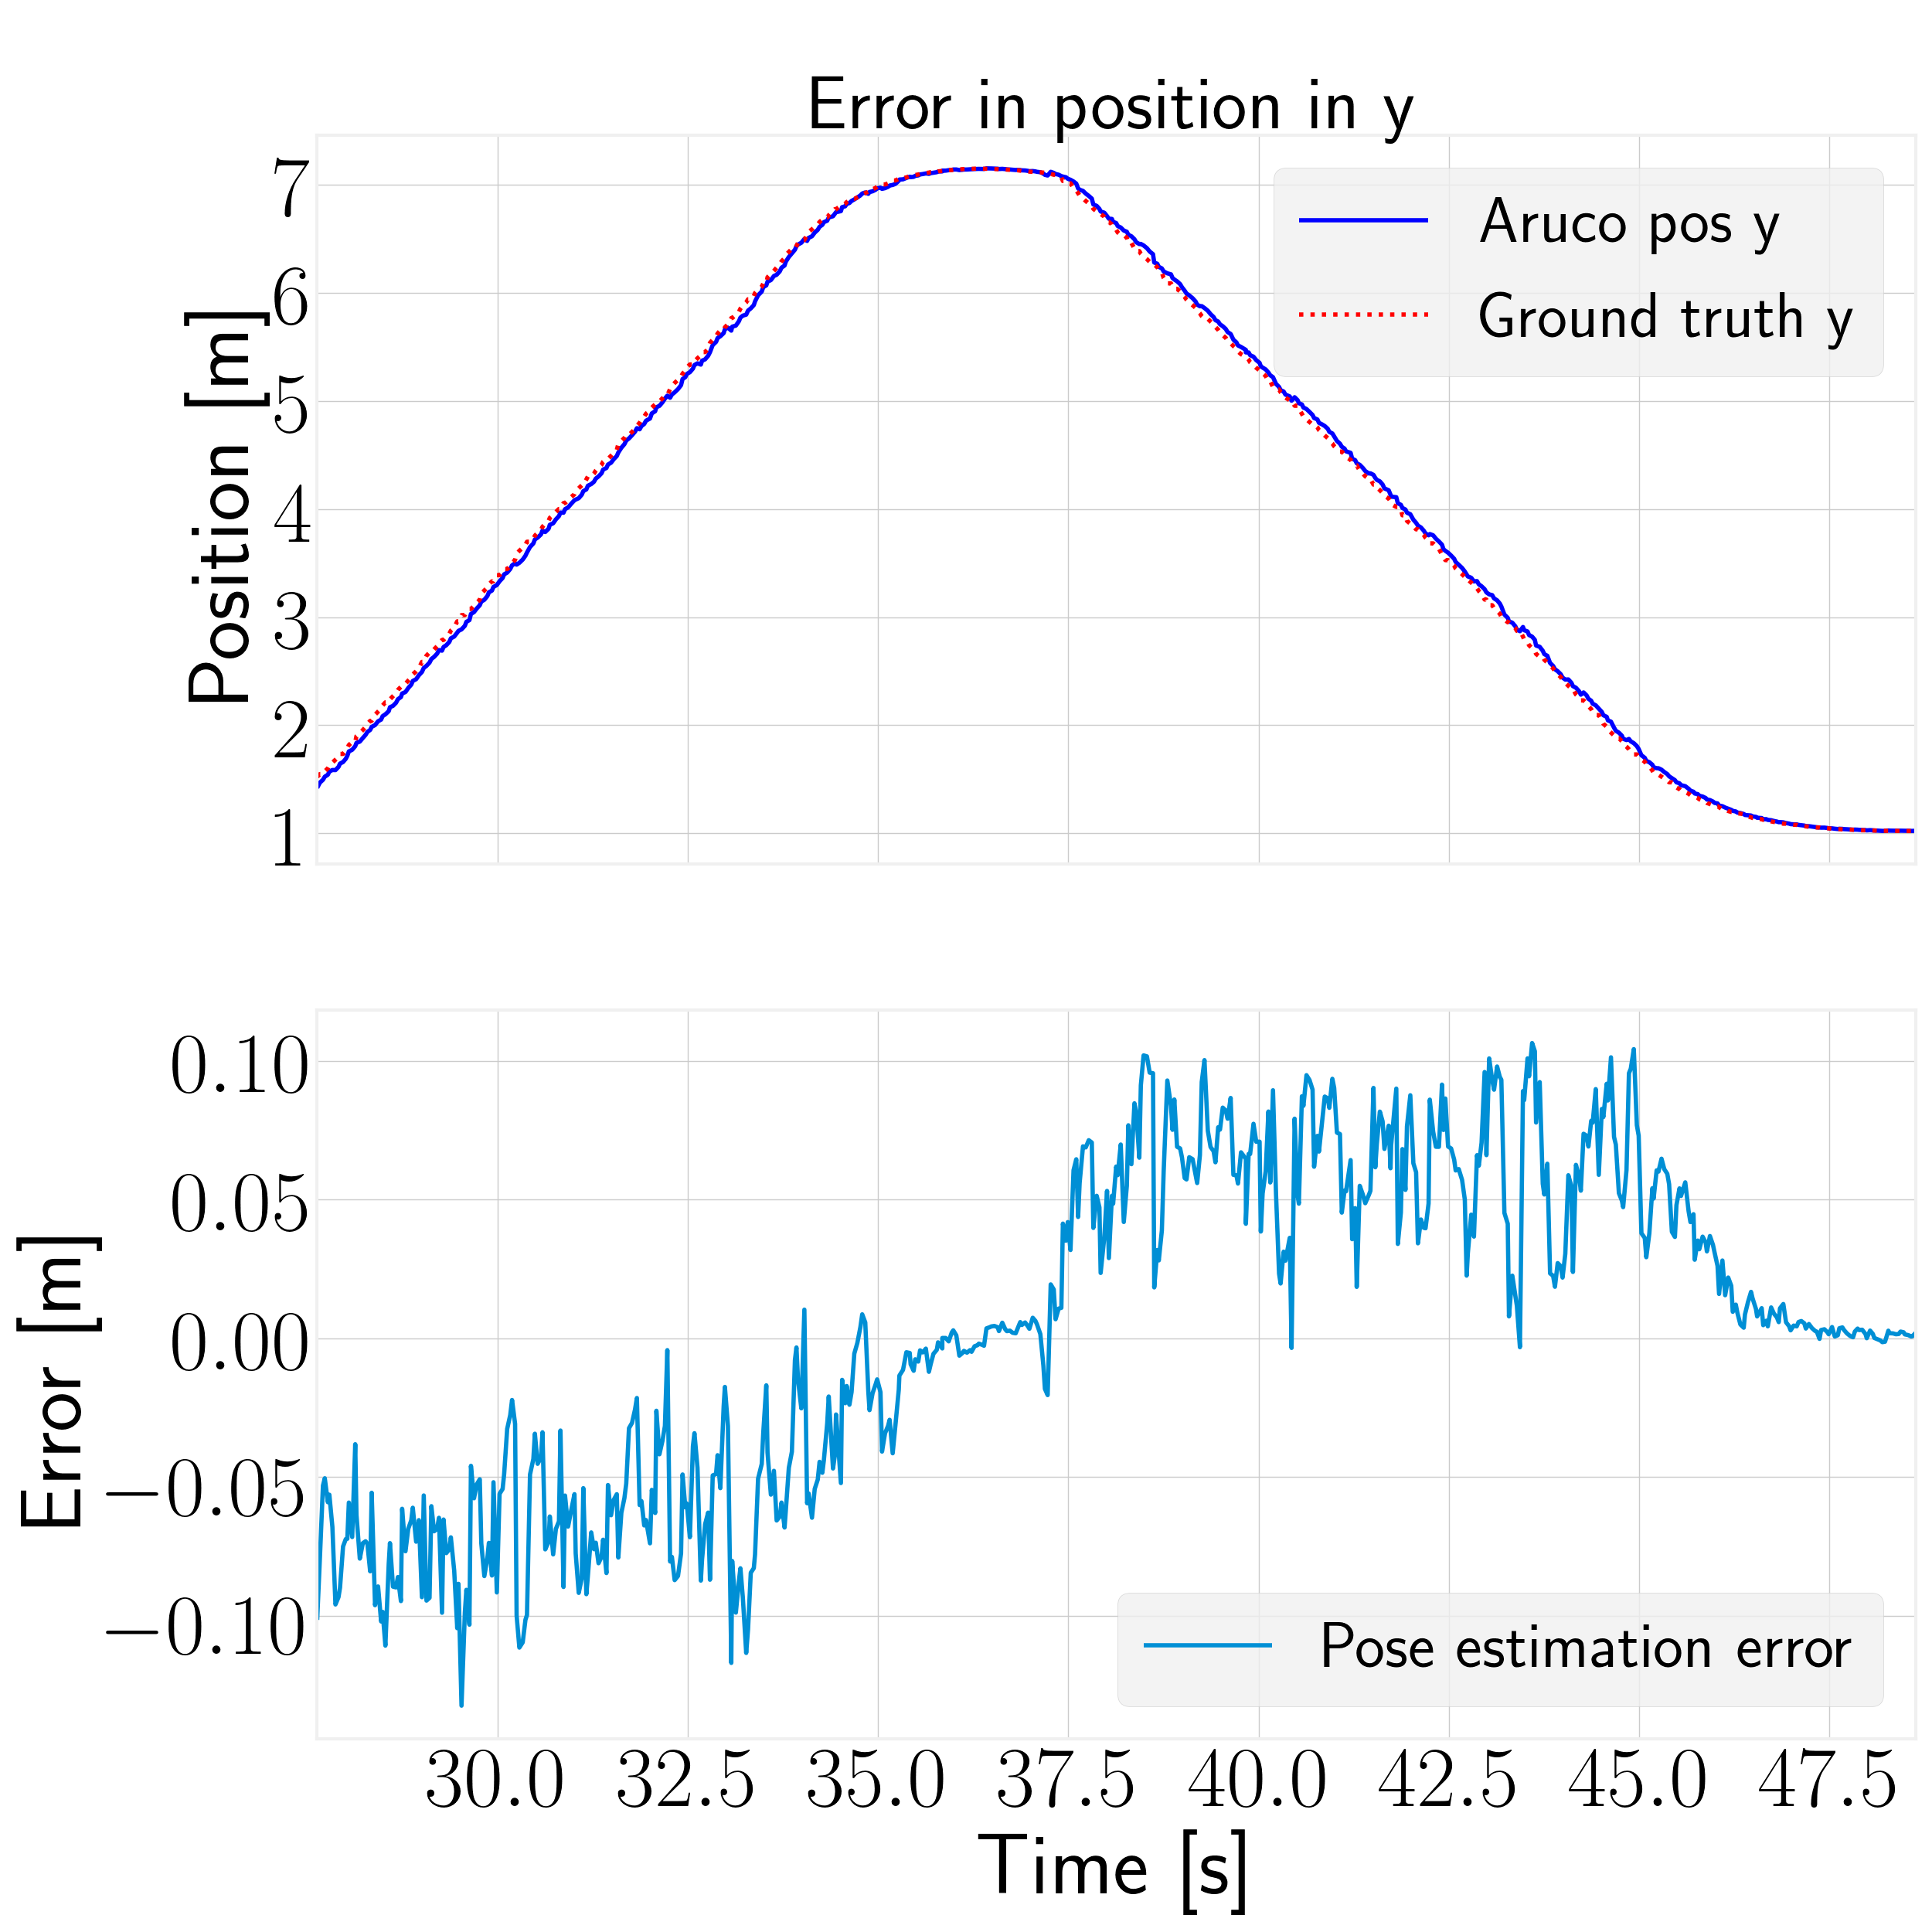 Error in position in y
Position [m]
7
6
5
4
3
2
1
Aruco pos y
Ground truth y
Error [m]
0.10
0.05
0.00
−0.05
−0.10
Pose estimation error
30.0 32.5 35.0 37.5 40.0 42.5 45.0 47.5
Time [s]